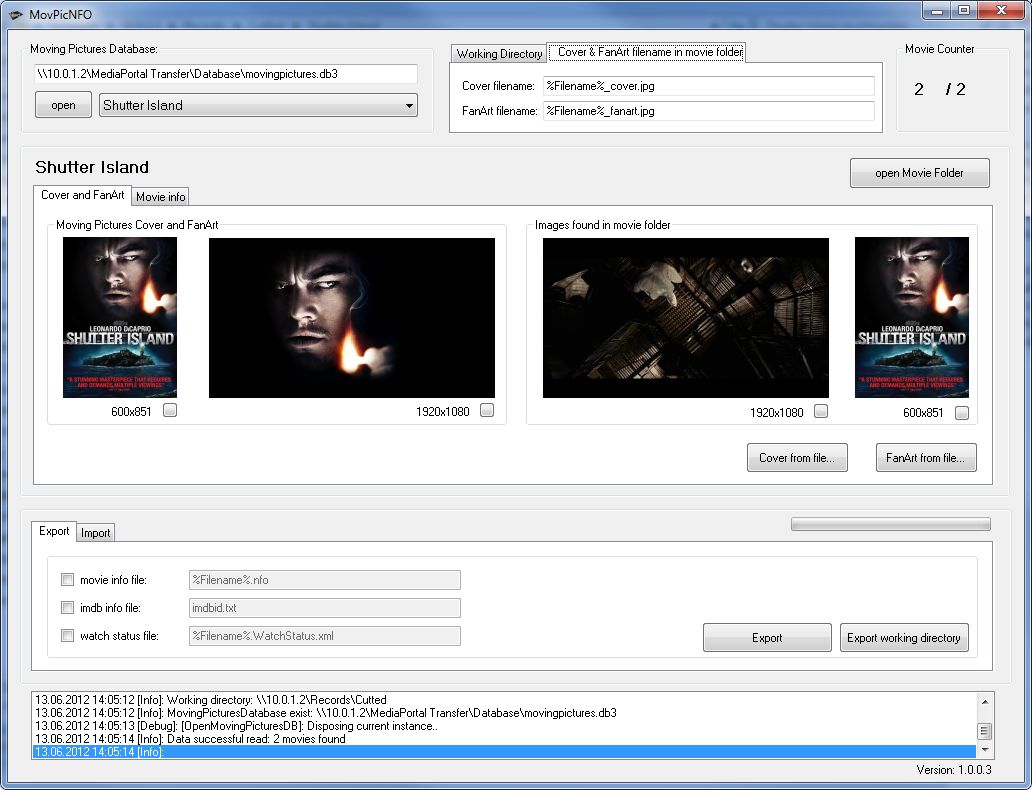 MovPicNFO
Moving Pictures Database:
\\10.0.1.2\MediaPortal Transfer\Database\movingpictures.db3
open
Shutter Island
Working Directory
Cover & FanArt filename in movie folder
Cover filename:
%Filename%_cover.jpg
FanArt filename:
%Filename%_fanart.jpg
Movie Counter
2 / 2
Shutter Island
open Movie Folder
Cover and FanArt
Movie info
Moving Pictures Cover and FanArt
LEONARDO DiCAPRIO
SHUTTER ISLAND
"A STUNNING MASTERPIECE THAT REQUIRES
AND DEMANDS MULTIPLE VIEWINGS."
600x851
1920x1080
Images found in movie folder
1920x1080
LEONARDO DiCAPRIO
SHUTTER ISLAND
"A STUNNING MASTERPIECE THAT REQUIRES
AND DEMANDS MULTIPLE VIEWINGS."
600x851
Cover from file...
FanArt from file...
Export
Import
movie info file:
%Filename%.nfo
imdb info file:
imdbid.txt
watch status file:
%Filename%.WatchStatus.xml
Export
Export working directory
13.06.2012 14:05:12 [Info]: Working directory: \\10.0.1.2\Records\Cutted
13.06.2012 14:05:12 [Info]: MovingPicturesDatabase exist: \\10.0.1.2\MediaPortal Transfer\Database\movingpictures.db3
13.06.2012 14:05:13 [Debug]: [OpenMovingPicturesDB]: Disposing current instance..
13.06.2012 14:05:14 [Info]: Data successful read: 2 movies found
13.06.2012 14:05:14 [Info]:
Version: 1.0.0.3